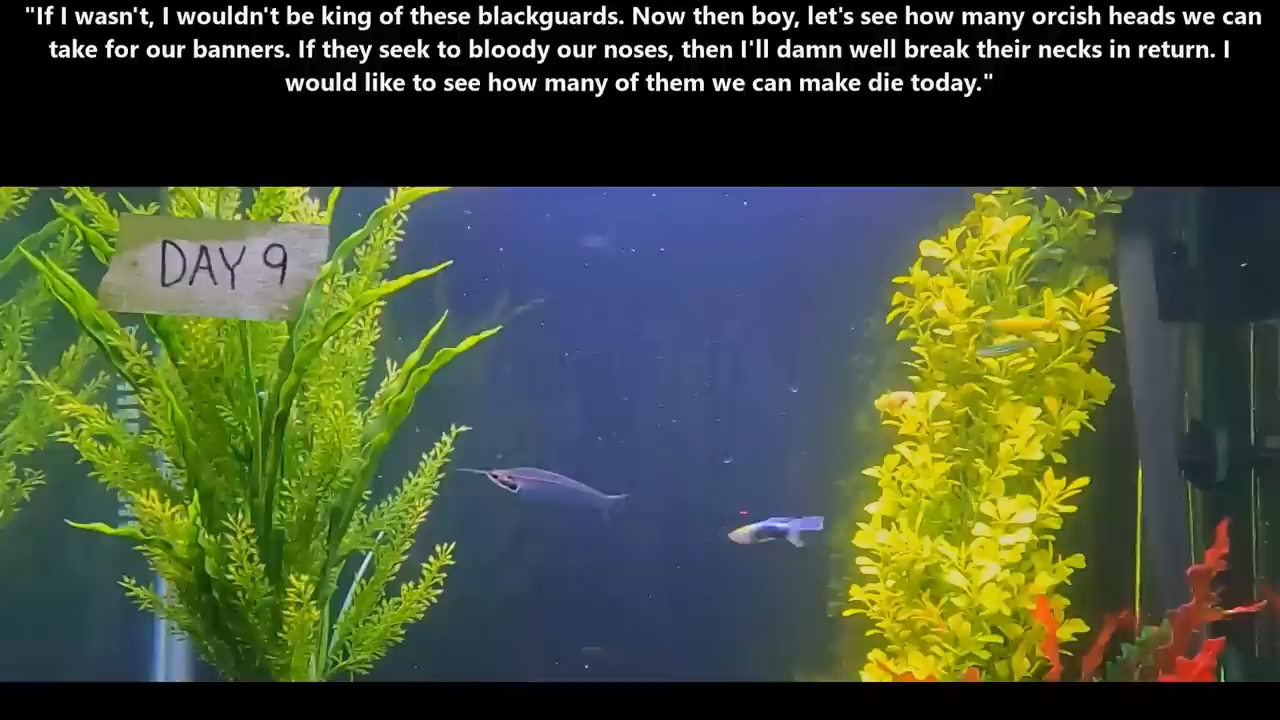 "If I wasn't, I wouldn't be king of these blackguards. Now then boy, let's see how many orcish heads we can
take for our banners. If they seek to bloody our noses, then I'll damn well break their necks in return. I
would like to see how many of them we can make die today."
DAY 9